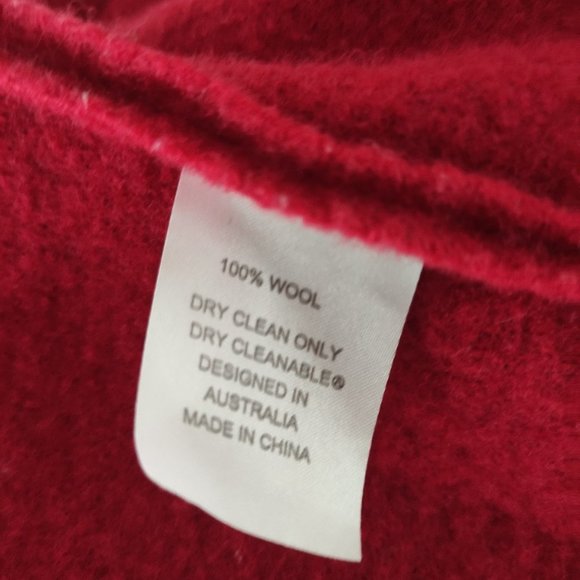 100% WOOL
DRY CLEAN ONLY
DRY CLEANABLE Ⓟ
DESIGNED IN
AUSTRALIA
MADE IN CHINA